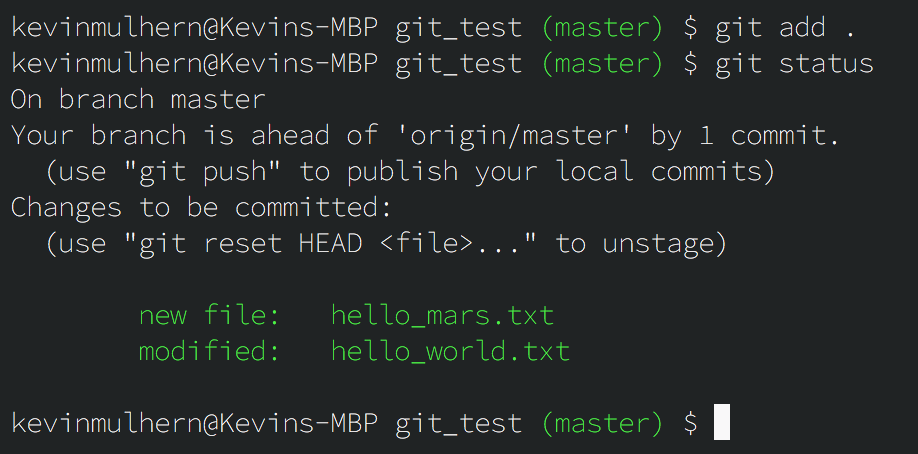 kevinmulhern@Kevins-MBP git_test (master) $ git add .
kevinmulhern@Kevins-MBP git_test (master) $ git status
On branch master
Your branch is ahead of 'origin/master' by 1 commit.
  (use "git push" to publish your local commits)
Changes to be committed:
  (use "git reset HEAD <file>..." to unstage)

        new file:   hello_mars.txt
        modified:   hello_world.txt

kevinmulhern@Kevins-MBP git_test (master) $